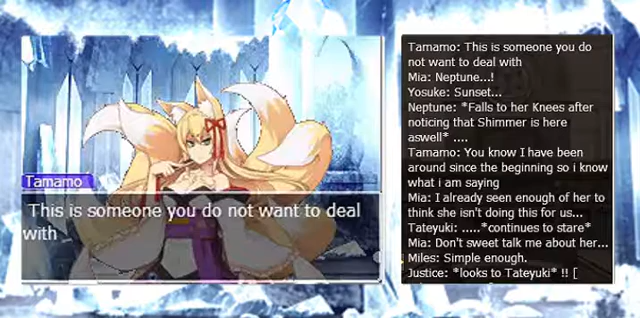 Tamamo
This is someone you do not want to deal
with
Tamamo: This is someone you do
not want to deal with
Mia: Neptune...!
Yosuke: Sunset...
Neptune: *Falls to her Knees after
noticing that Shimmer is here
aswell* ....
Tamamo: You know I have been
around since the beginning so i know
what i am saying
Mia: I already seen enough of her to
think she isn't doing this for us...
Tateyuki: .....*continues to stare*
Mia: Don't sweet talk me about her...
Miles: Simple enough.
Justice: *looks to Tateyuki* !! [